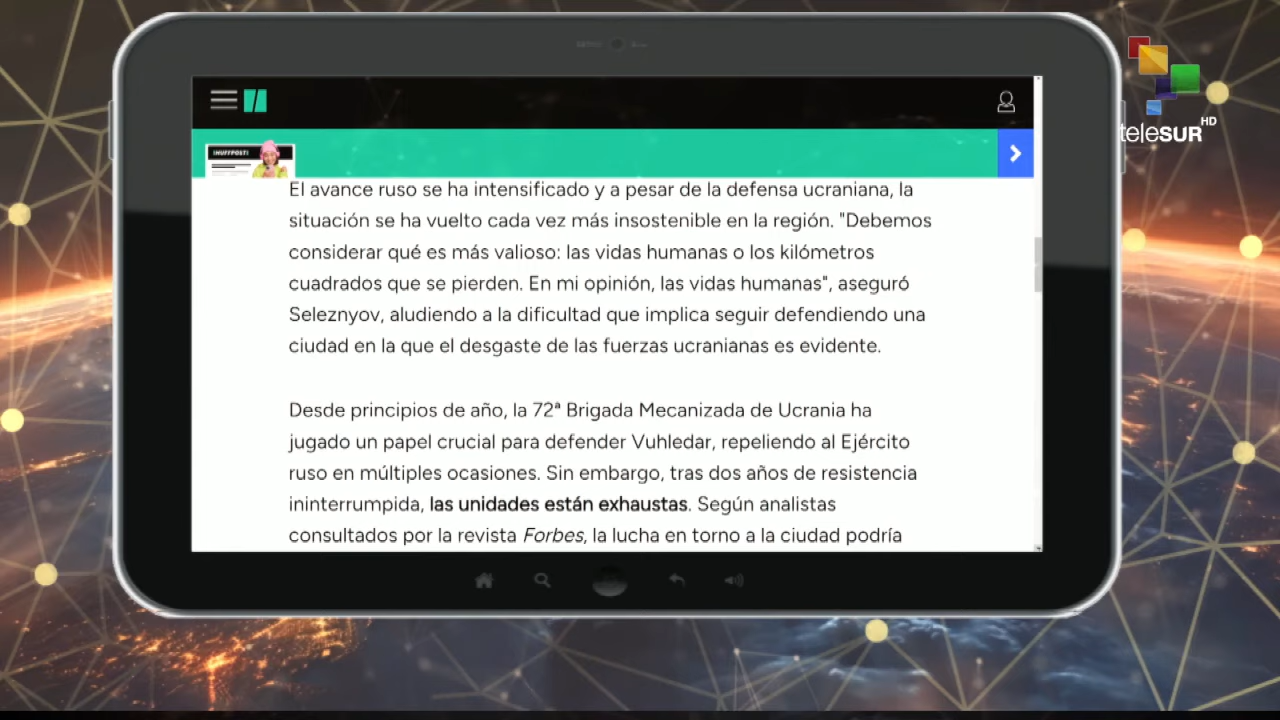 HD
teleSUR
¡HUFFPOST!
El avance ruso se ha intensificado y a pesar de la defensa ucraniana, la
situación se ha vuelto cada vez más insostenible en la región. "Debemos
considerar qué es más valioso: las vidas humanas o los kilómetros
cuadrados que se pierden. En mi opinión, las vidas humanas", aseguró
Seleznyov, aludiendo a la dificultad que implica seguir defendiendo una
ciudad en la que el desgaste de las fuerzas ucranianas es evidente.
Desde principios de año, la 72ª Brigada Mecanizada de Ucrania ha
jugado un papel crucial para defender Vuhledar, repeliendo al Ejército
ruso en múltiples ocasiones. Sin embargo, tras dos años de resistencia
ininterrumpida, las unidades están exhaustas. Según analistas
consultados por la revista Forbes, la lucha en torno a la ciudad podría